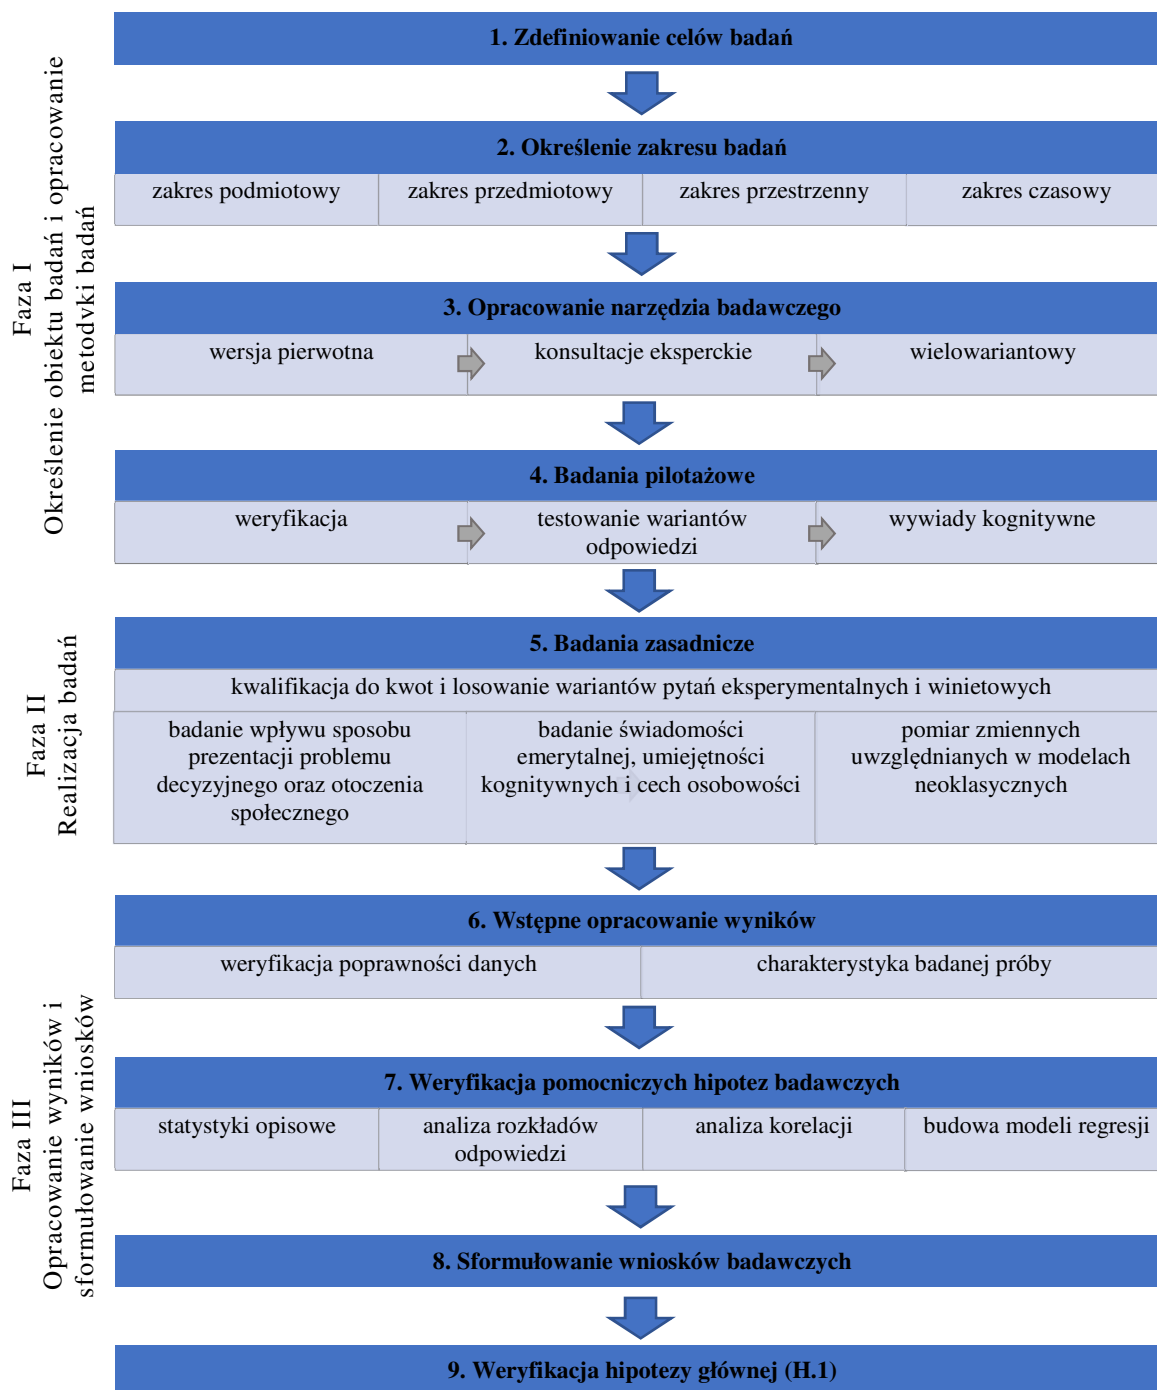 Faza I
Określenie obiektu badań i opracowanie
metodyki badań
1. Zdefiniowanie celów badań
2. Określenie zakresu badań
zakres podmiotowy
zakres przedmiotowy
zakres przestrzenny
zakres czasowy
3. Opracowanie narzędzia badawczego
wersja pierwotna
konsultacje eksperckie
wielowariantowy
4. Badania pilotażowe
weryfikacja
testowanie wariantów
odpowiedzi
wywiady kognitywne
Faza II
Realizacja badań
5. Badania zasadnicze
kwalifikacja do kwot i losowanie wariantów pytań eksperymentalnych i winietowych
badanie wpływu sposobu
prezentacji problemu
decyzyjnego oraz otoczenia
społecznego
badanie świadomości
emerytalnej, umiejętności
kognitywnych i cech osobowości
pomiar zmiennych
uwzględnianych w modelach
neoklasycznych
Faza III
Opracowanie wyników i
sformułowanie wniosków
6. Wstępne opracowanie wyników
weryfikacja poprawności danych
charakterystyka badanej próby
7. Weryfikacja pomocniczych hipotez badawczych
statystyki opisowe
analiza rozkładów
odpowiedzi
analiza korelacji
budowa modeli regresji
8. Sformułowanie wniosków badawczych
9. Weryfikacja hipotezy głównej (H.1)